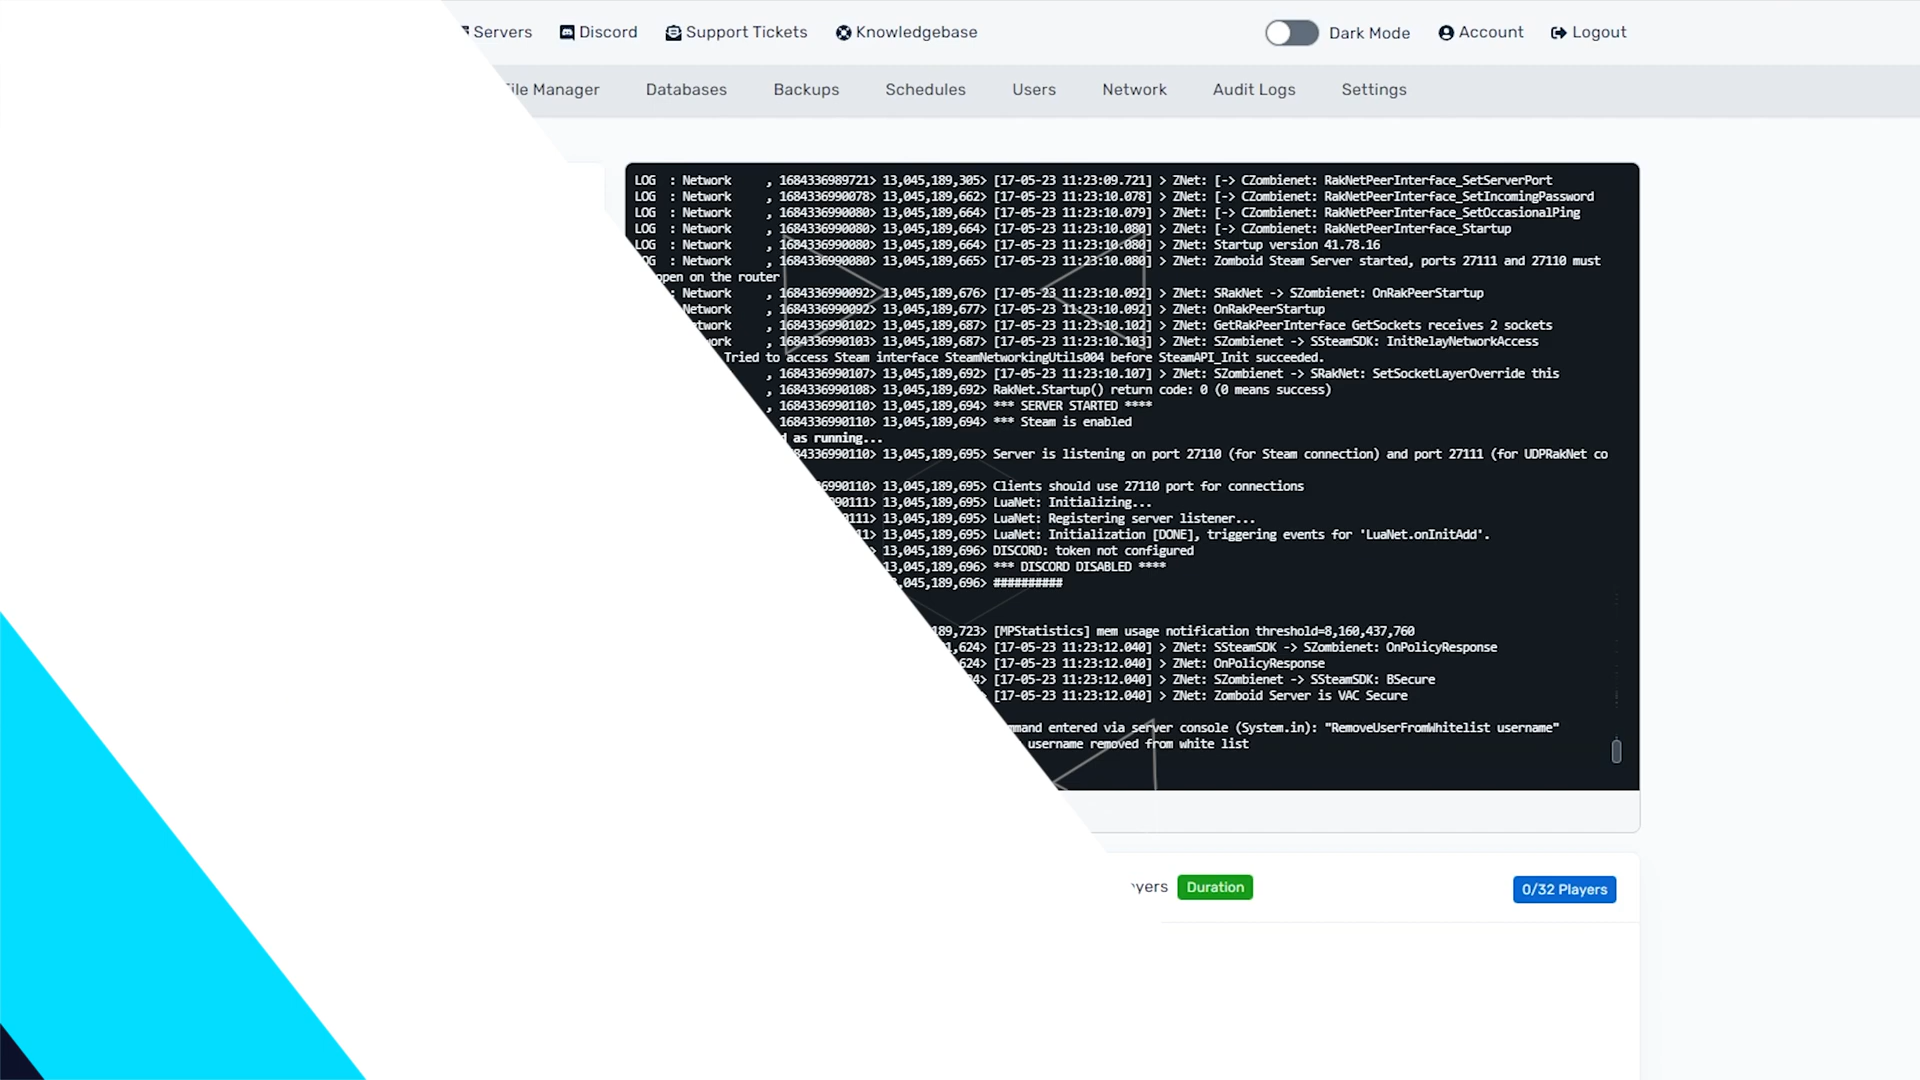 Servers Discord Support Tickets Knowledgebase Dark Mode Account Logout
File Manager Databases Backups Schedules Users Network Audit Logs Settings
LOG : Network , 1684336989721> 13,045,189,305> [17-05-23 11:23:09.721] > ZNet: [-> CZombienet: RakNetPeerInterface_SetServerPort
LOG : Network , 1684336990078> 13,045,189,662> [17-05-23 11:23:10.078] > ZNet: [-> CZombienet: RakNetPeerInterface_SetIncomingPassword
LOG : Network , 1684336990080> 13,045,189,664> [17-05-23 11:23:10.079] > ZNet: [-> CZombienet: RakNetPeerInterface_SetOccasionalPing
LOG : Network , 1684336990080> 13,045,189,664> [17-05-23 11:23:10.080] > ZNet: [-> CZombienet: RakNetPeerInterface_Startup
LOG : Network , 1684336990080> 13,045,189,664> [17-05-23 11:23:10.080] > ZNet: Startup version 41.78.16
OG : Network , 1684336990080> 13,045,189,665> [17-05-23 11:23:10.080] > ZNet: Zomboid Steam Server started, ports 27111 and 27110 must
open on the router
: Network , 1684336990092> 13,045,189,676> [17-05-23 11:23:10.092] > ZNet: SRakNet -> SZombienet: OnRakPeerStartup
Network , 1684336990092> 13,045,189,677> [17-05-23 11:23:10.092] > ZNet: OnRakPeerStartup
twork , 1684336990102> 13,045,189,687> [17-05-23 11:23:10.102] > ZNet: GetRakPeerInterface GetSockets receives 2 sockets
ork , 1684336990103> 13,045,189,687> [17-05-23 11:23:10.103] > ZNet: SZombienet -> SSteamSDK: InitRelayNetworkAccess
Tried to access Steam interface SteamNetworkingUtils004 before SteamAPI_Init succeeded.
, 1684336990107> 13,045,189,692> [17-05-23 11:23:10.107] > ZNet: SZombienet -> SRakNet: SetSocketLayerOverride this
, 1684336990108> 13,045,189,692> RakNet.Startup() return code: 0 (0 means success)
, 1684336990110> 13,045,189,694> *** SERVER STARTED ****
1684336990110> 13,045,189,694> *** Steam is enabled
d as running...
84336990110> 13,045,189,695> Server is listening on port 27110 (for Steam connection) and port 27111 (for UDPRakNet co
6990110> 13,045,189,695> Clients should use 27110 port for connections
90111> 13,045,189,695> LuaNet: Initializing...
111> 13,045,189,695> LuaNet: Registering server listener...
1> 13,045,189,695> LuaNet: Initialization [DONE], triggering events for 'LuaNet.onInitAdd'.
> 13,045,189,696> DISCORD: token not configured
13,045,189,696> *** DISCORD DISABLED ****
,045,189,696> ##########
189,723> [MPStatistics] mem usage notification threshold=8,160,437,760
,624> [17-05-23 11:23:12.040] > ZNet: SSteamSDK -> SZombienet: OnPolicyResponse
624> [17-05-23 11:23:12.040] > ZNet: OnPolicyResponse
4> [17-05-23 11:23:12.040] > ZNet: SZombienet -> SSteamSDK: BSecure
> [17-05-23 11:23:12.040] > ZNet: Zomboid Server is VAC Secure
mmand entered via server console (System.in): "RemoveUserFromWhitelist username"
username removed from white list
yers Duration 0/32 Players